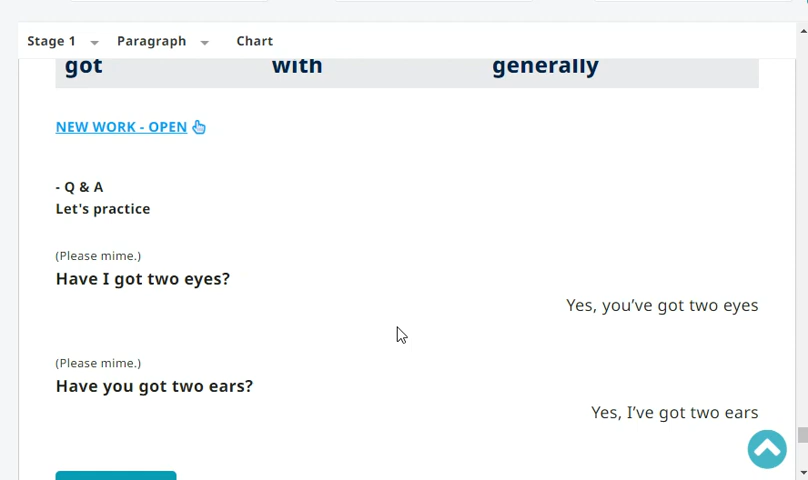 Stage 1 Paragraph Chart
got with generally
NEW WORK - OPEN
- Q & A
Let's practice
(Please mime.)
Have I got two eyes?
Yes, you’ve got two eyes
(Please mime.)
Have you got two ears?
Yes, I’ve got two ears